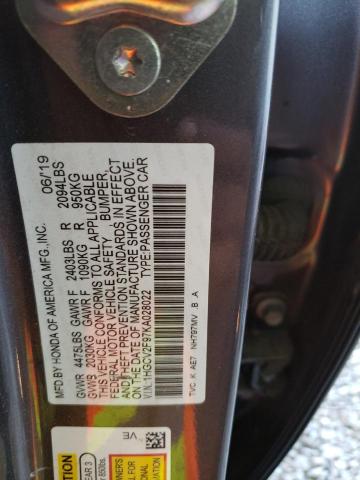 MFD. BY HONDA OF AMERICA MFG., INC. 06/19
GVWR 4475LBS GAWR F 2403LBS R 2094LBS
GVWR 2030KG GAWR F 1090KG R 950KG
THIS VEHICLE CONFORMS TO ALL APPLICABLE
FEDERAL MOTOR VEHICLE SAFETY, BUMPER,
AND THEFT PREVENTION STANDARDS IN EFFECT
ON THE DATE OF MANUFACTURE SHOWN ABOVE.
V.I.N.: 1HGCV2F97KA028022 TYPE:PASSENGER CAR
TVC K AE7 NH797MV B A
VE